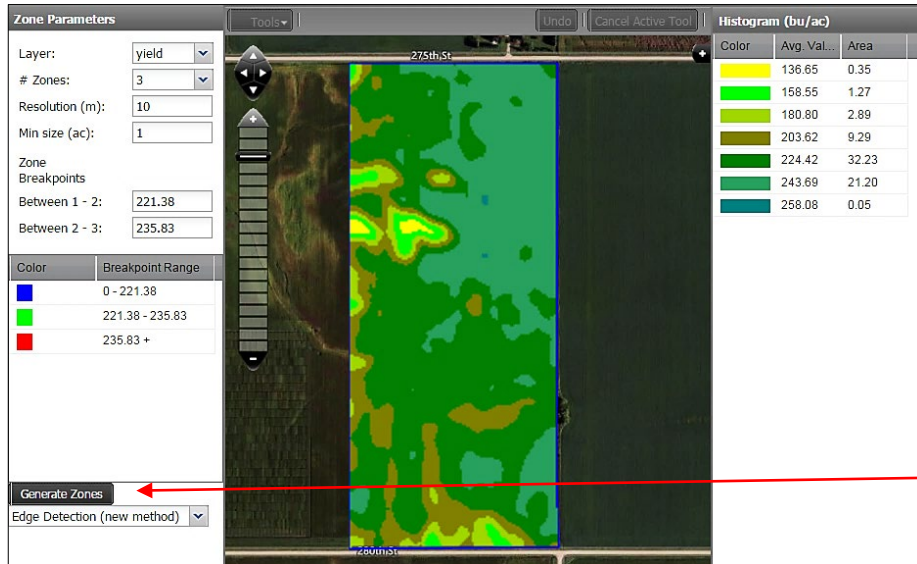 Zone Parameters
Layer: yield
# Zones: 3
Resolution (m): 10
Min size (ac): 1
Zone
Breakpoints
Between 1 - 2: 221.38
Between 2 - 3: 235.83
Color Breakpoint Range
0 - 221.38
221.38 - 235.83
235.83 +
Generate Zones
Edge Detection (new method)
Tools
Undo
Cancel Active Tool
275th St
280th St
Histogram (bu/ac)
Color Avg. Val... Area
136.65 0.35
158.55 1.27
180.80 2.89
203.62 9.29
224.42 32.23
243.69 21.20
258.08 0.05